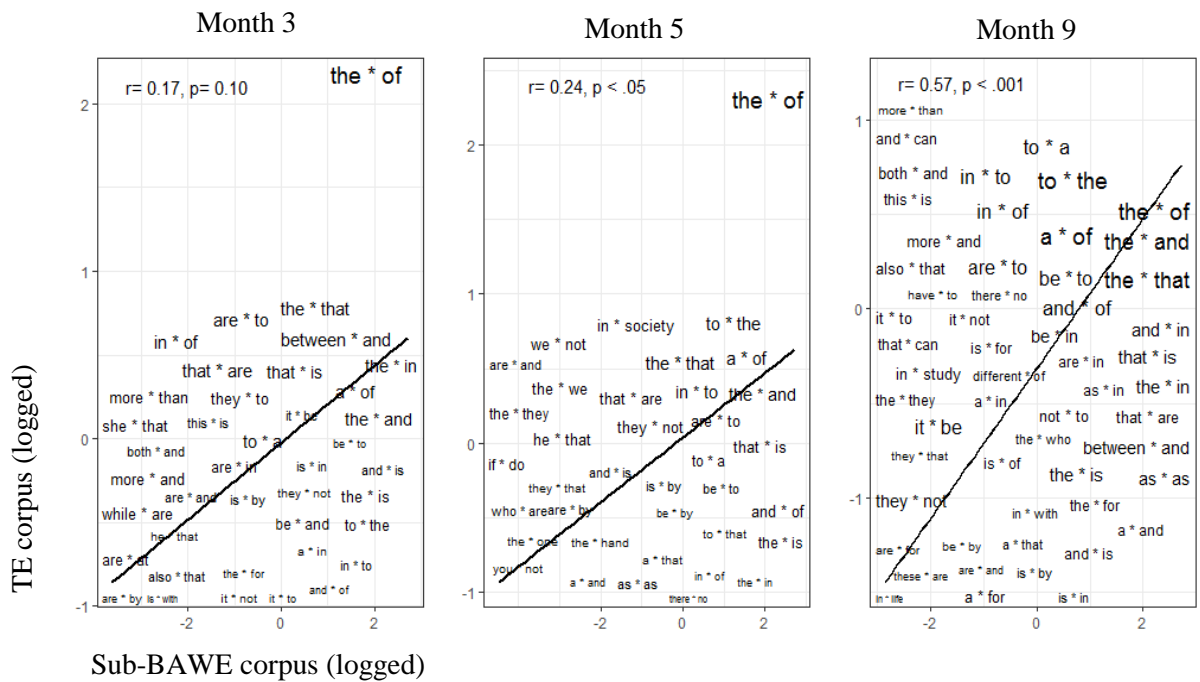 Month 3
r= 0.17, p= 0.10
the * of
2
1
the * that
are * to
in * of
between * and
that * are
that * is
the * in
more * than
they * to
a * of
she * that
this * is
it * be
the * and
to * a
be * to
both * and
are * in
is * in
and * is
more * and
are * and
is * by
they * not
the * is
while * are
be * and
to * the
he * that
a * in
are * at
in * to
also * that
the * for
and * of
are * by
is * with
it * not
it * to
0
-1
-2
0
2
Month 5
r= 0.24, p < .05
the * of
2
1
in * society
to * the
we * not
are * and
the * that
a * of
the * we
that * are
in * to
the * and
the * they
they * not
are * to
he * that
that * is
if * do
to * a
and * is
they * that
is * by
be * to
who * are
are * by
be * by
and * of
the * one
the * hand
to * that
the * is
you * not
a * that
a * and
as * as
in * of
the * in
there * no
0
-1
-2
0
2
Month 9
r= 0.57, p < .001
more * than
1
and * can
to * a
both * and
in * to
to * the
this * is
in * of
the * of
more * and
a * of
the * and
also * that
are * to
be * to
the * that
have * to
there * no
and * of
it * to
it * not
be * in
and * in
that * can
is * for
are * in
that * is
in * study
different * of
as * in
the * in
the * they
a * in
not * to
that * are
it * be
the * who
between * and
they * that
is * of
the * is
as * as
they * not
in * with
the * for
a * and
are * for
be * by
a * that
and * is
these * are
are * and
is * by
in * life
a * for
is * in
0
-1
-2
0
2
TE corpus (logged)
Sub-BAWE corpus (logged)